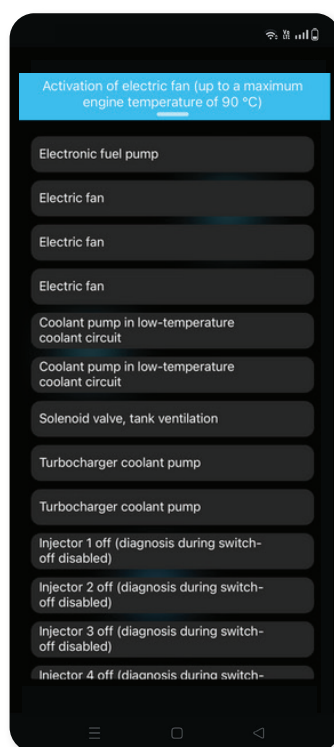 Activation of electric fan (up to a maximum
engine temperature of 90 °C)
Electronic fuel pump
Electric fan
Electric fan
Electric fan
Coolant pump in low-temperature
coolant circuit
Coolant pump in low-temperature
coolant circuit
Solenoid valve, tank ventilation
Turbocharger coolant pump
Turbocharger coolant pump
Injector 1 off (diagnosis during switch-
off disabled)
Injector 2 off (diagnosis during switch-
off disabled)
Injector 3 off (diagnosis during switch-
off disabled)
Injector 4 off (diagnosis during switch-